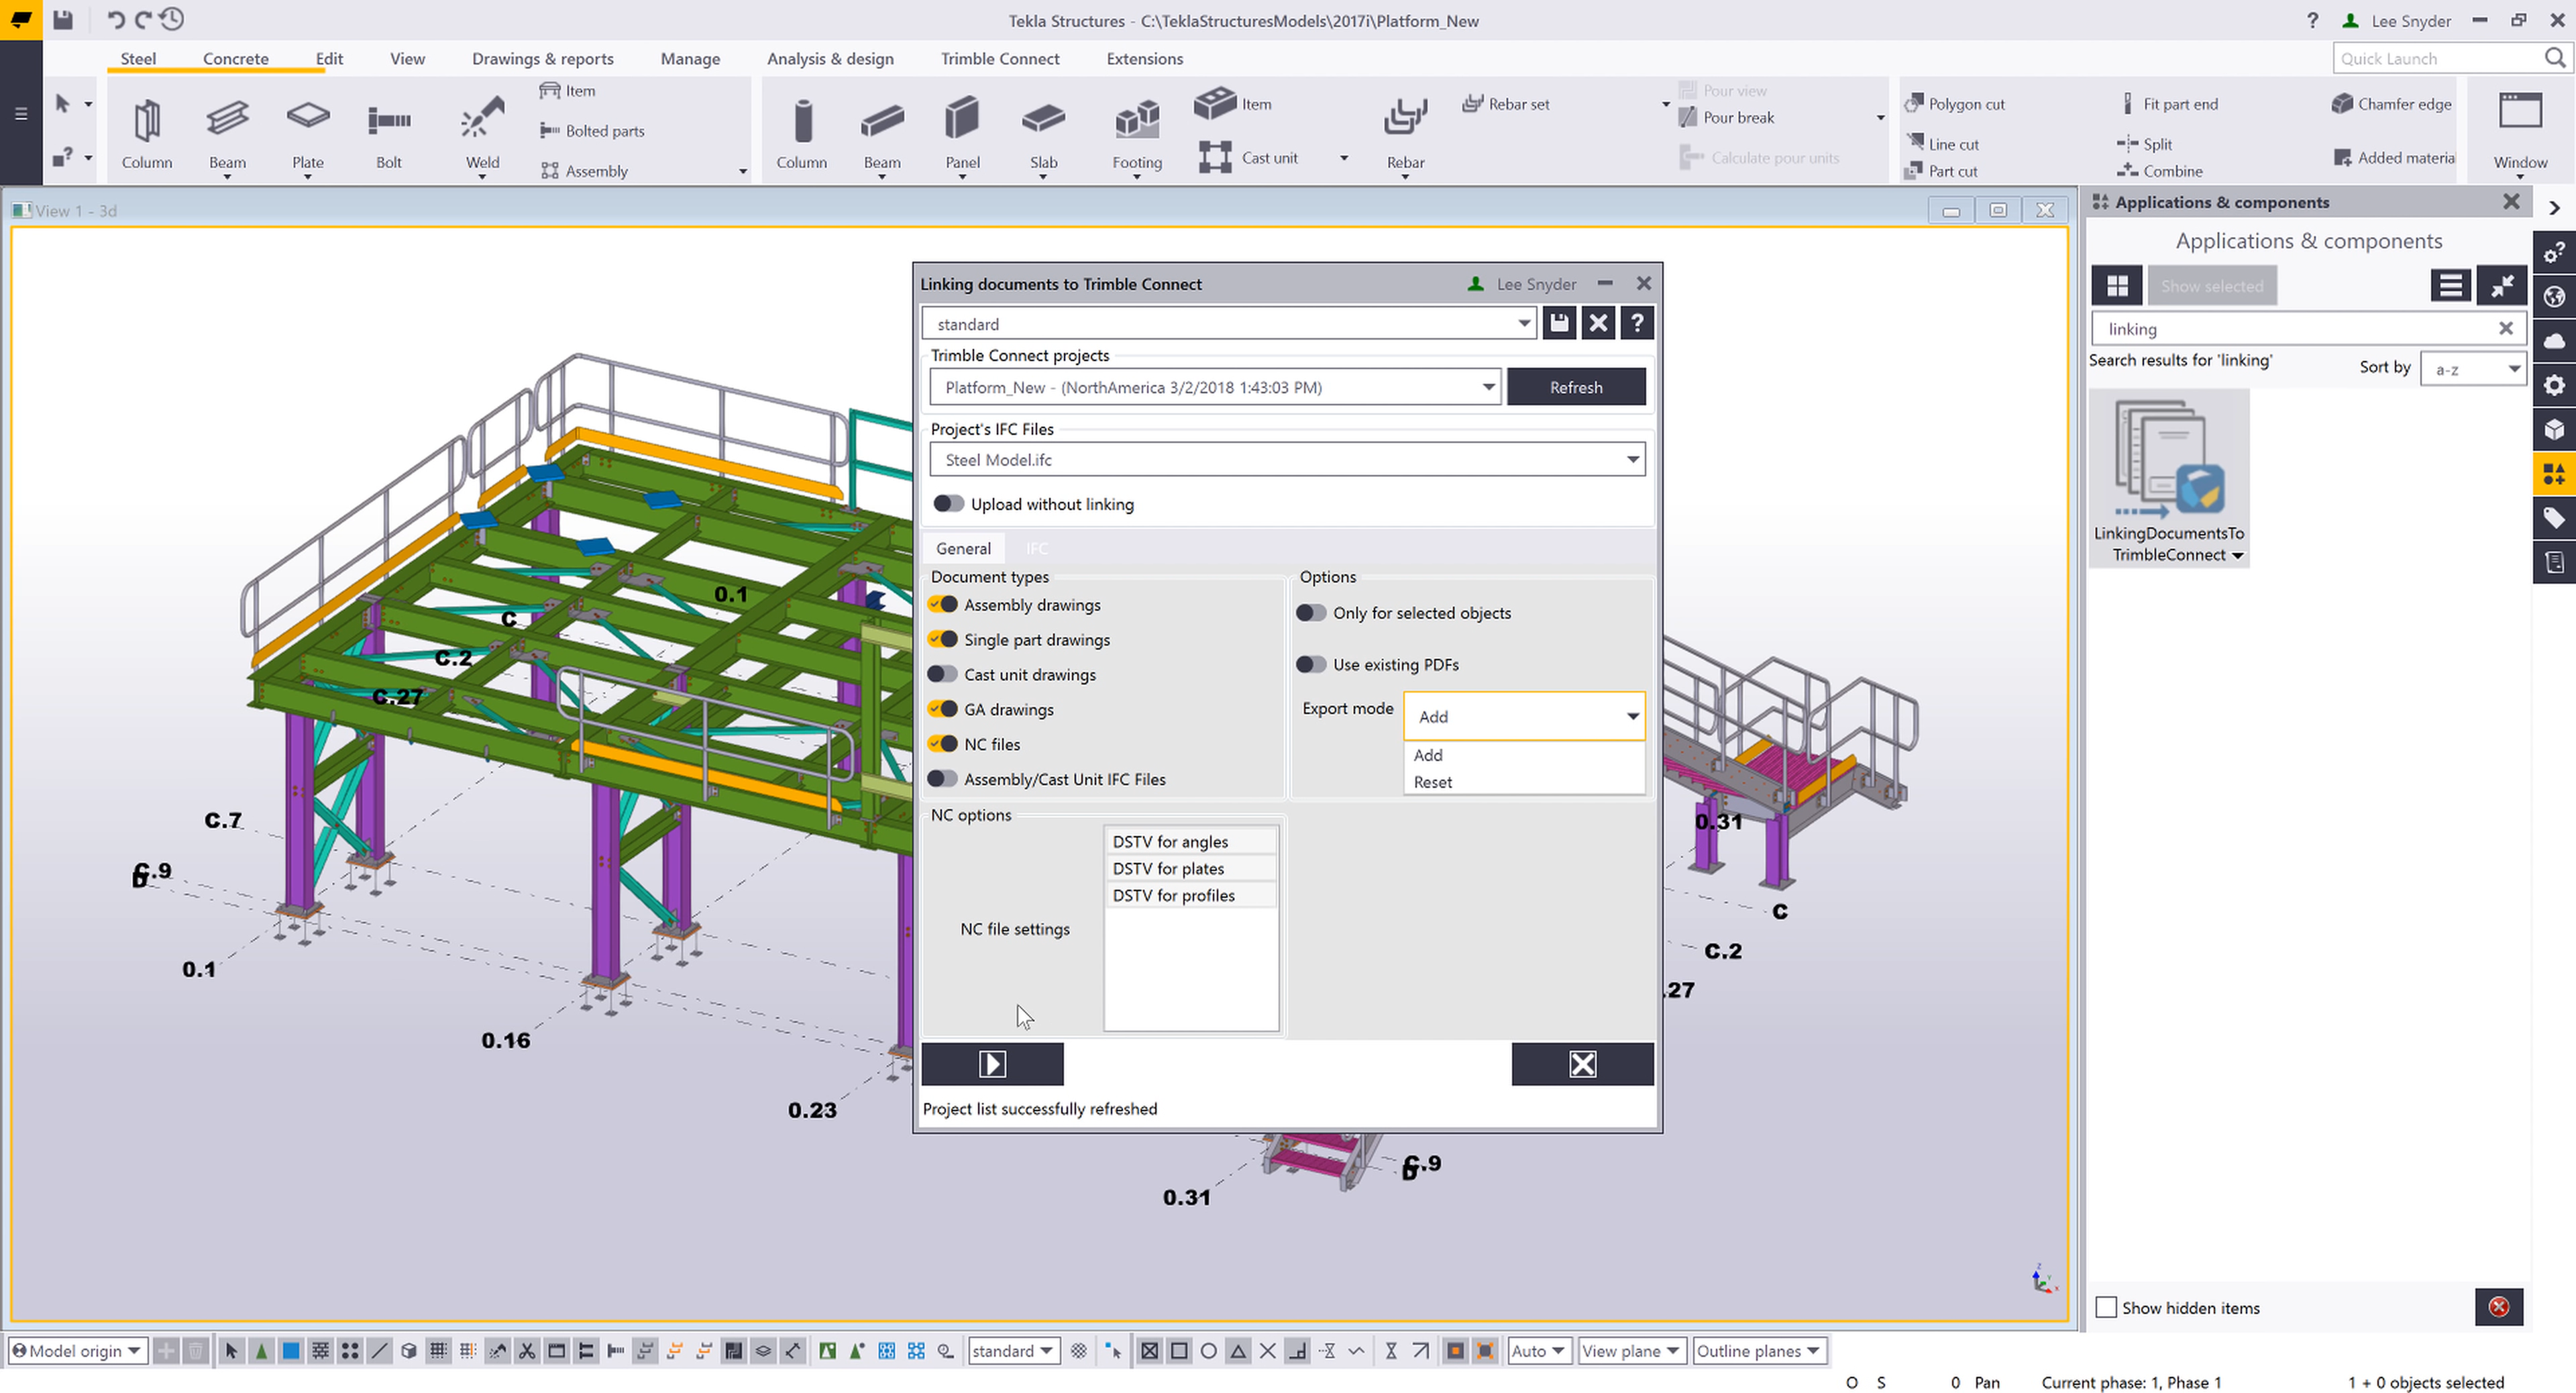 Tekla Structures - C:\TeklaStructuresModels\2017i\Platform_New
? Lee Snyder
Steel Concrete Edit View Drawings & reports Manage Analysis & design Trimble Connect Extensions
Quick Launch
Column Beam Plate Bolt Weld
Item
Bolted parts
Assembly
Column Beam Panel Slab Footing
Item
Cast unit
Rebar
Rebar set
Pour view
Pour break
Calculate pour units
Polygon cut
Line cut
Part cut
Fit part end
Split
Combine
Chamfer edge
Added materia
Window
View 1 - 3d
Linking documents to Trimble Connect
Lee Snyder
standard
?
Trimble Connect projects
Platform_New - (NorthAmerica 3/2/2018 1:43:03 PM)
Refresh
Project's IFC Files
Steel Model.ifc
Upload without linking
General IFC
Document types
Assembly drawings
Single part drawings
Cast unit drawings
GA drawings
NC files
Assembly/Cast Unit IFC Files
Options
Only for selected objects
Use existing PDFs
Export mode
Add
Add
Reset
NC options
DSTV for angles
DSTV for plates
DSTV for profiles
NC file settings
Project list successfully refreshed
0.1
C
C.2
C.27
C.7
C.9
0.1
0.16
0.23
0.31
C.9
0.31
C
C.2
.27
Applications & components
Applications & components
Show selected
linking
Search results for 'linking'
Sort by
a-z
LinkingDocumentsTo
TrimbleConnect
Show hidden items
Model origin
standard
Auto
View plane
Outline planes
O S 0 Pan Current phase: 1, Phase 1 1 + 0 objects selected